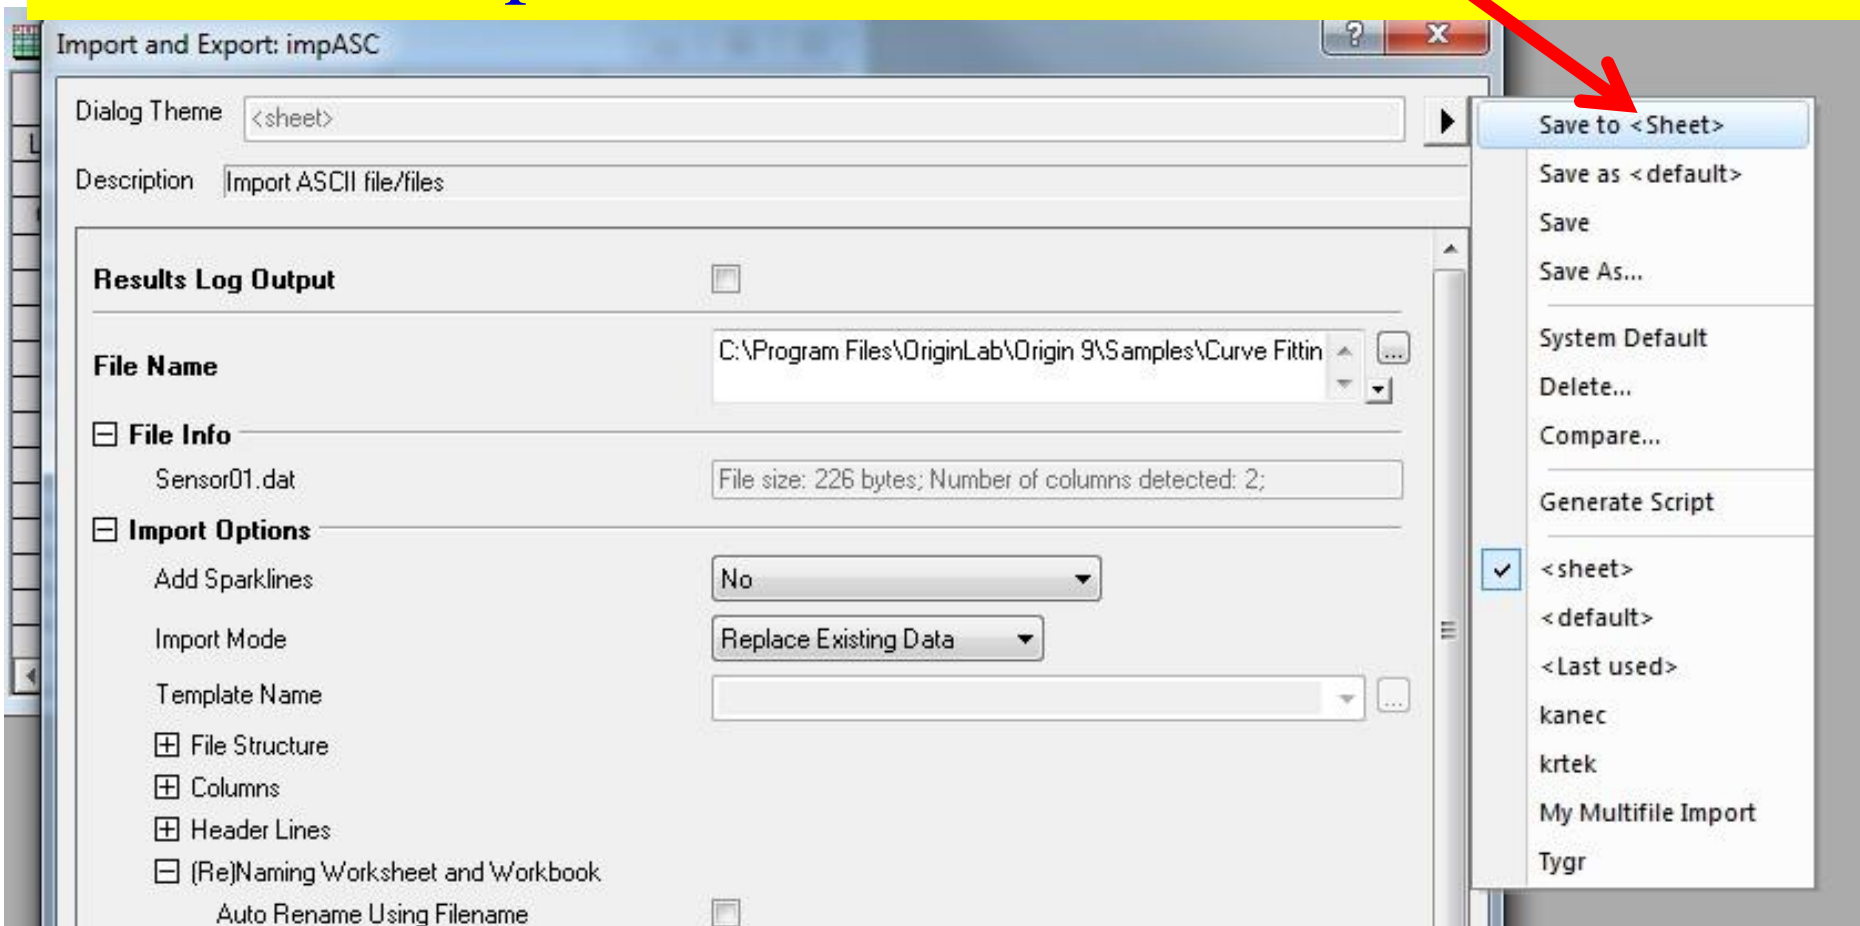 Import and Export: impASC
Dialog Theme
<sheet>
Description
Import ASCII file/files
Results Log Output
File Name
C:\Program Files\OriginLab\Origin 9\Samples\Curve Fittin
...
File Info
Sensor01.dat
File size: 226 bytes; Number of columns detected: 2;
Import Options
Add Sparklines
No
Import Mode
Replace Existing Data
Template Name
...
File Structure
Columns
Header Lines
(Re)Naming Worksheet and Workbook
Auto Rename Using Filename
Save to <Sheet>
Save as <default>
Save
Save As...
System Default
Delete...
Compare...
Generate Script
<sheet>
<default>
<Last used>
kanec
krtek
My Multifile Import
Tygr